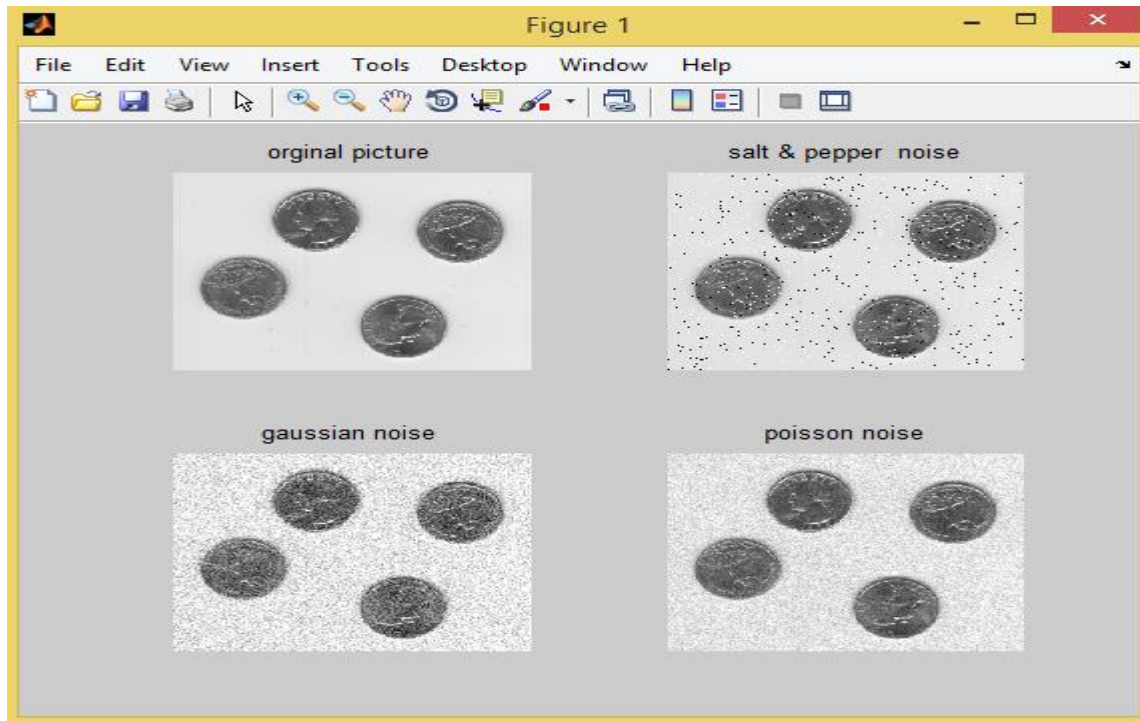 Figure 1
File Edit View Insert Tools Desktop Window Help
orginal picture
salt & pepper noise
gaussian noise
poisson noise